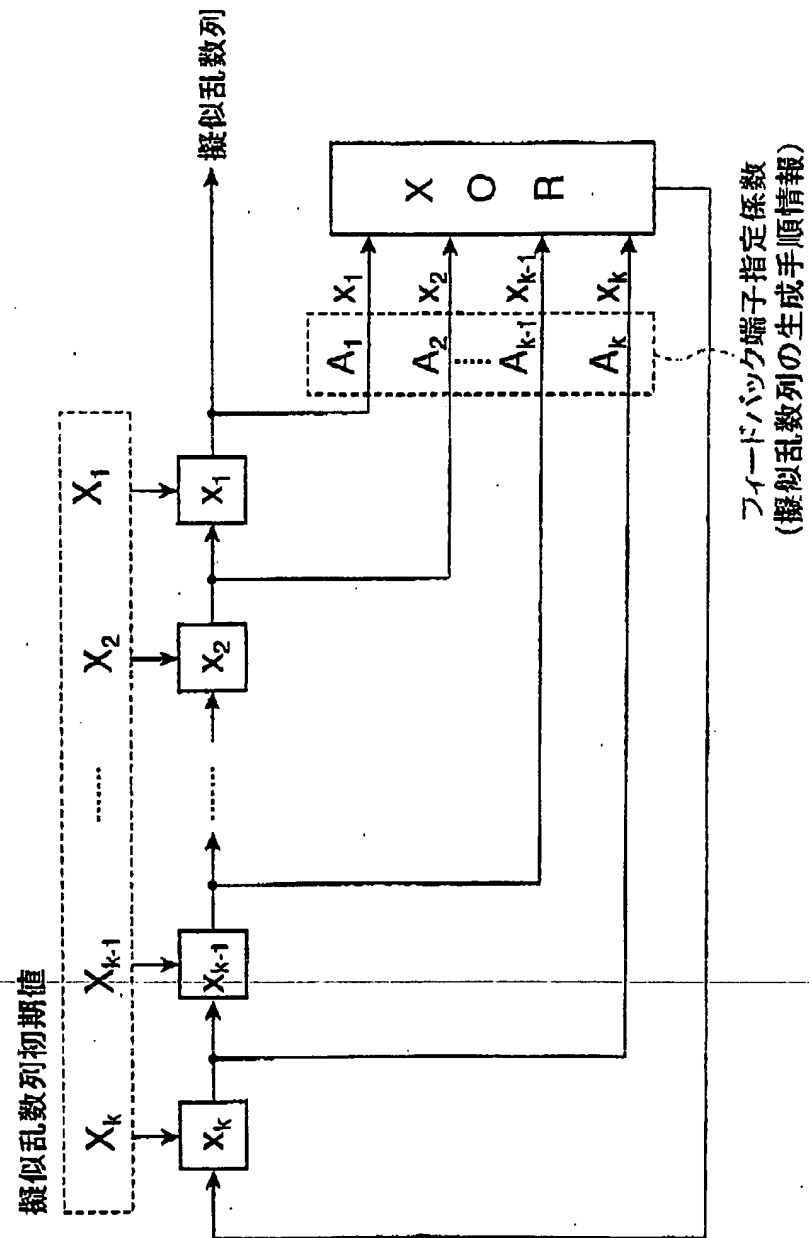 擬似乱数列初期値
X_k X_{k-1} ...... X_2 X_1
x_k x_{k-1} ...... x_2 x_1
擬似乱数列
A_1 x_1
A_2 x_2
......
A_{k-1} x_{k-1}
A_k x_k
XOR
フィードバック端子指定係数
(擬似乱数列の生成手順情報)